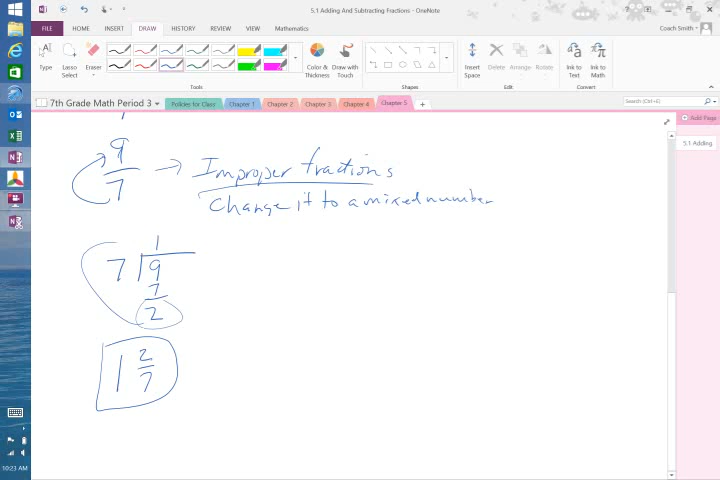 5.1 Adding And Subtracting Fractions - OneNote
FILE HOME INSERT DRAW HISTORY REVIEW VIEW Mathematics
Coach Smith
Type
Lasso Select
Eraser
Color & Thickness
Draw with Touch
Insert Space
Delete
Arrange
Rotate
Ink to Text
Ink to Math
Tools Shapes Edit Convert
7th Grade Math Period 3 Policies for Class Chapter 1 Chapter 2 Chapter 3 Chapter 4 Chapter 5
Search (Ctrl+E)
Add Page
5.1 Adding
9
7
→ Improper fractions
Change it to a mixed number
1
7 9
7
2
1 2/7
10:23 AM